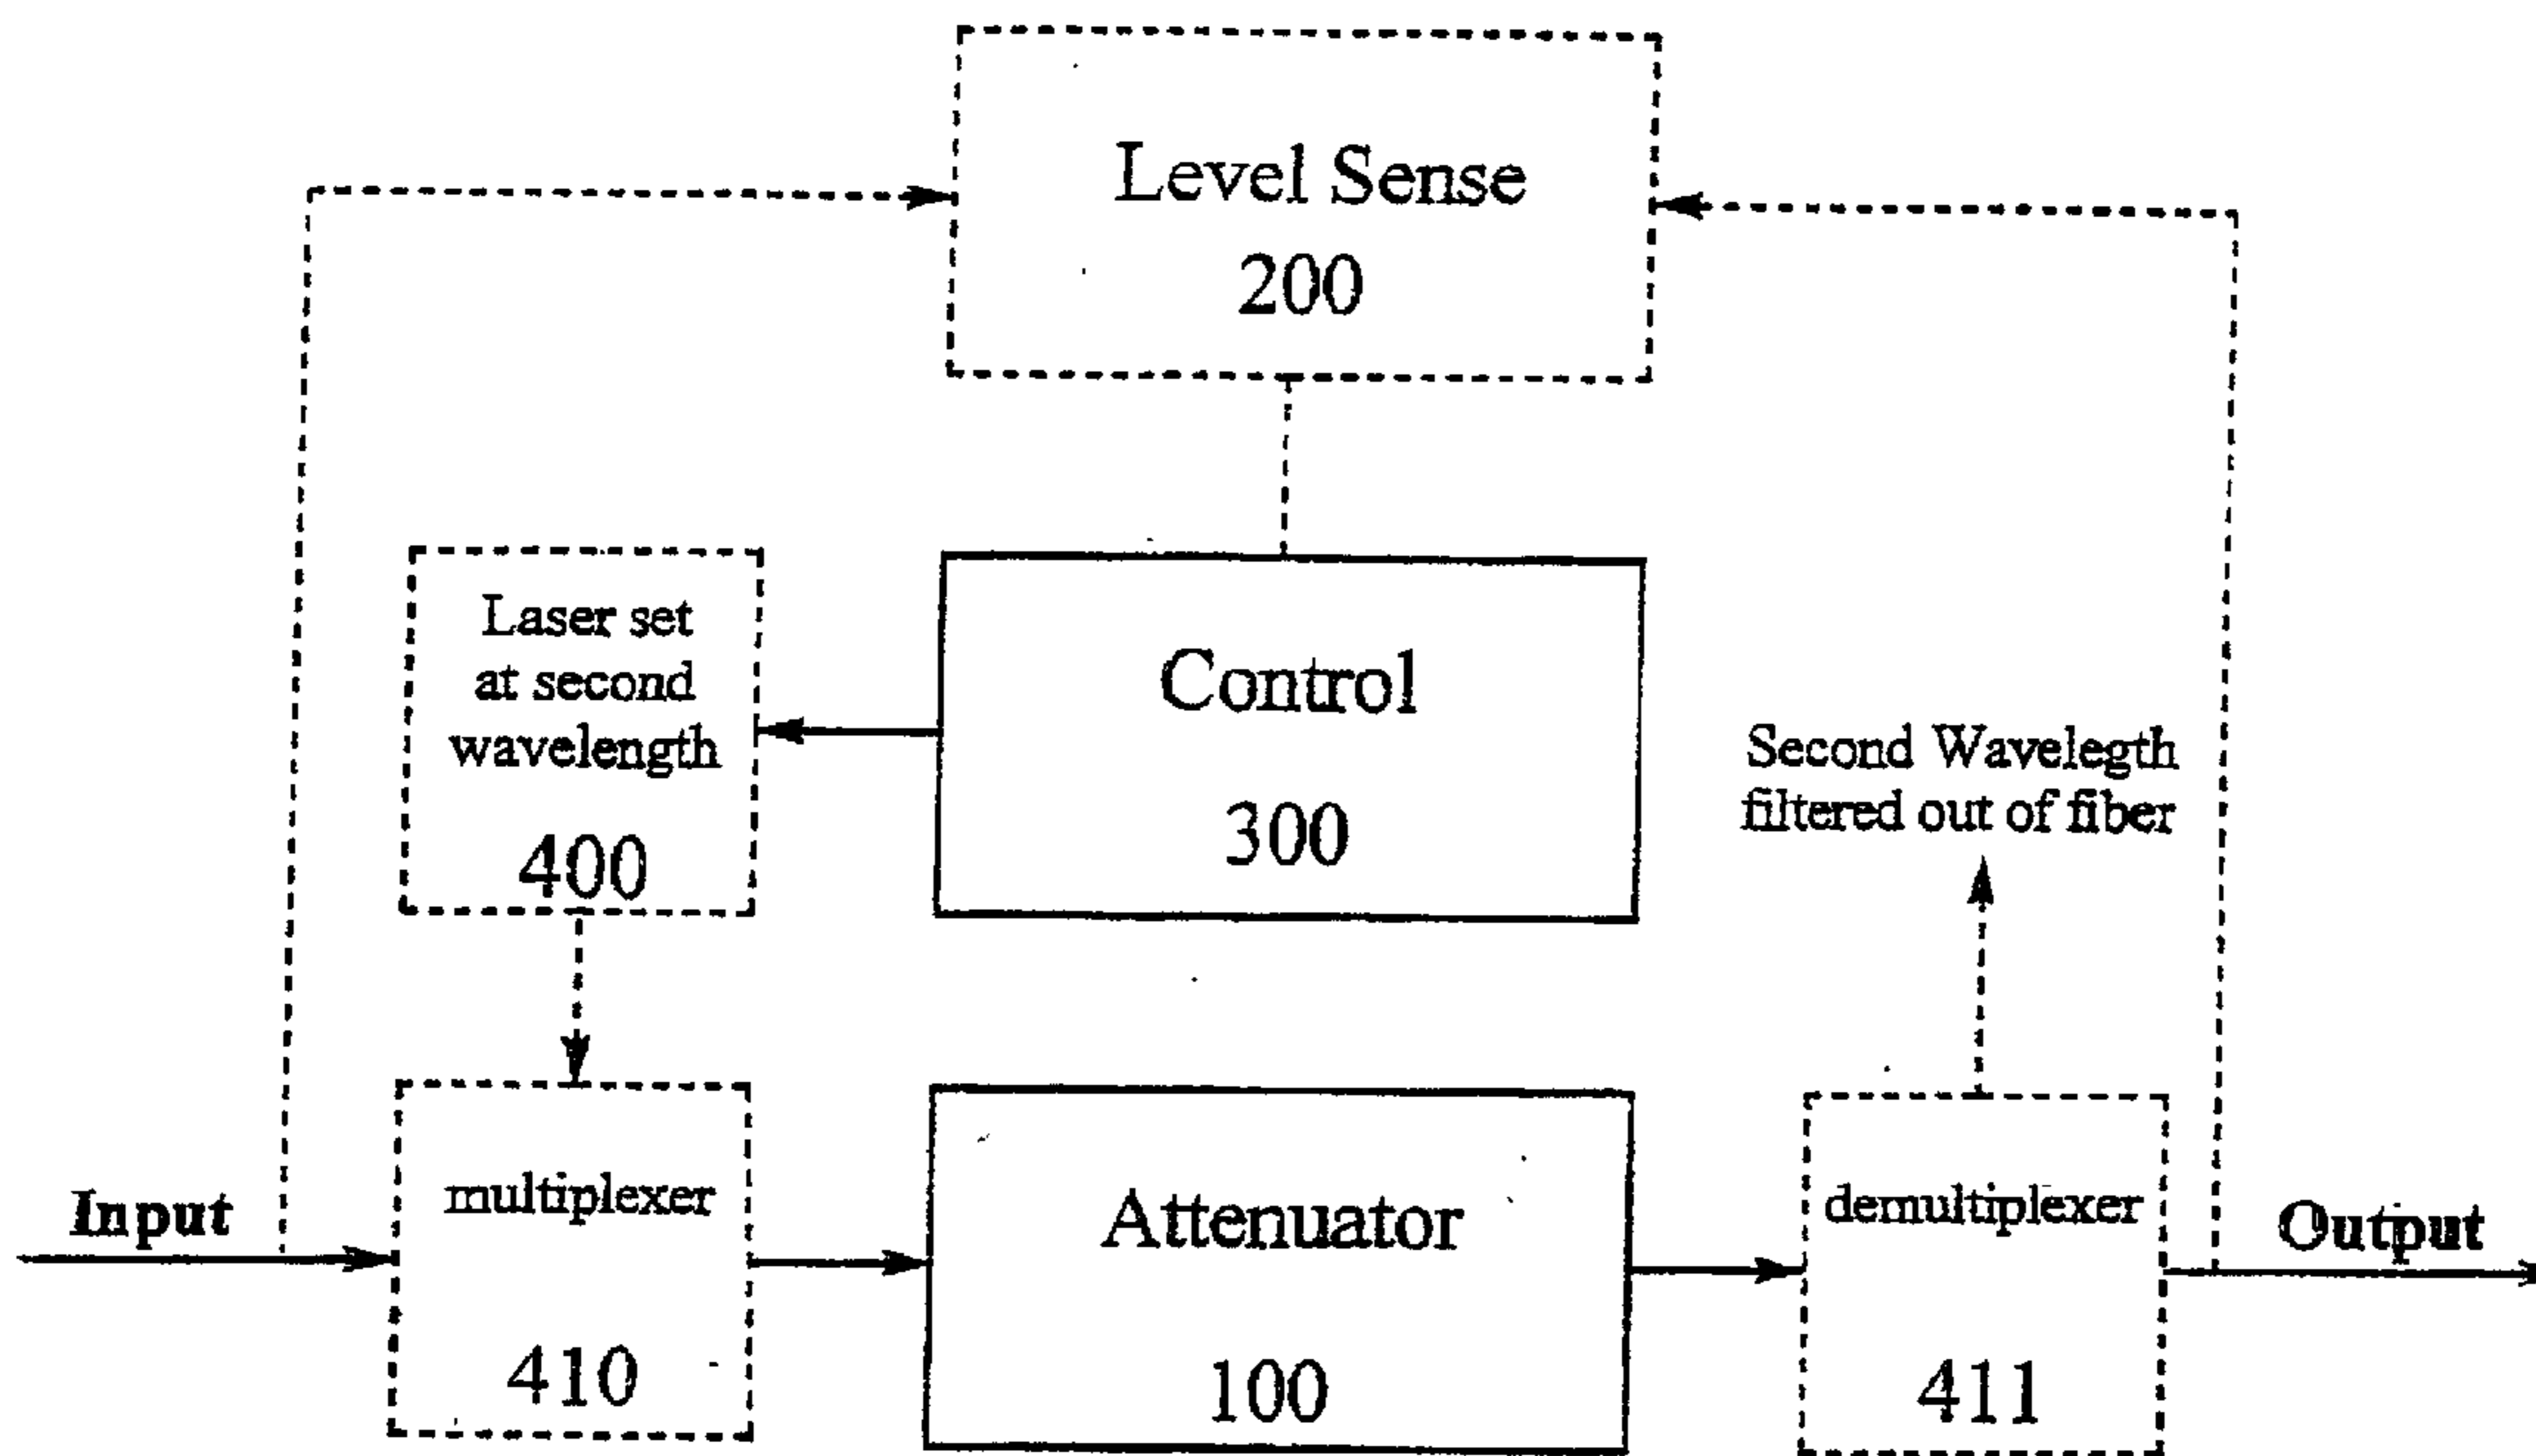 Level Sense
200
Laser set
at second
wavelength
400
Control
300
Second Wavelegth
filtered out of fiber
Input
multiplexer
410
Attenuator
100
demultiplexer
411
Output